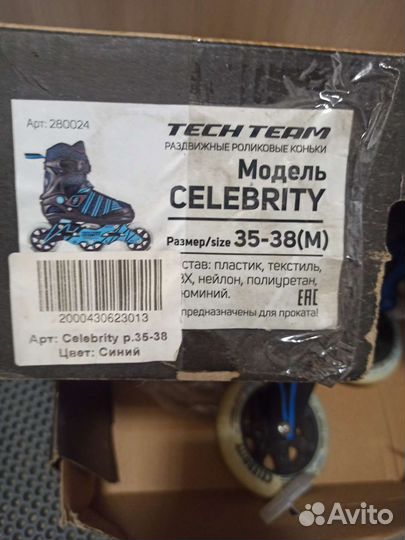 Арт: 280024
TECH TEAM
РАЗДВИЖНЫЕ РОЛИКОВЫЕ КОНЬКИ
Модель
CELEBRITY
Размер/size 35-38(M)
став: пластик, текстиль,
ВХ, нейлон, полиуретан,
юминий.
EAC
предназначены для проката!
2000430623013
Арт: Celebrity р.35-38
Цвет: Синий
Avito